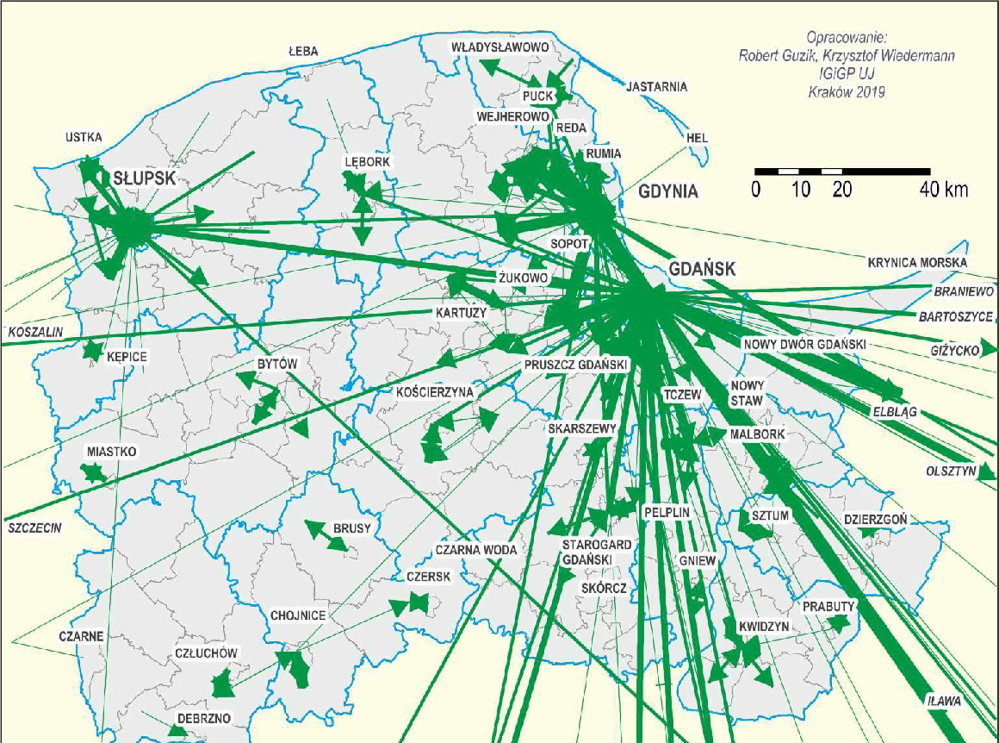 Opracowanie:
Robert Guzik, Krzysztof Wiedermann
IGiGP UJ
Kraków 2019
WŁADYSŁAWOWO
ŁEBA
JASTARNIA
PUCK
WEJHEROWO
REDA
USTKA
HEL
RUMIA
LĘBORK
SŁUPSK
0 10 20 40 km
GDYNIA
SOPOT
KRYNICA MORSKA
GDAŃSK
ŻUKOWO
BRANIEWO
KARTUZY
BARTOSZYCE
KOSZALIN
NOWY DWÓR GDAŃSKI
GIŻYCKO
KĘPICE
BYTÓW
PRUSZCZ GDAŃSKI
KOŚCIERZYNA
TCZEW
NOWY
STAW
ELBLĄG
SKARSZEWY
MALBORK
MIASTKO
OLSZTYN
PELPLIN
SZTUM
DZIERZGOŃ
SZCZECIN
BRUSY
CZARNA WODA
STAROGARD
GDAŃSKI
GNIEW
CZERSK
SKÓRCZ
PRABUTY
CHOJNICE
KWIDZYN
CZARNE
CZŁUCHÓW
IŁAWA
DEBRZNO